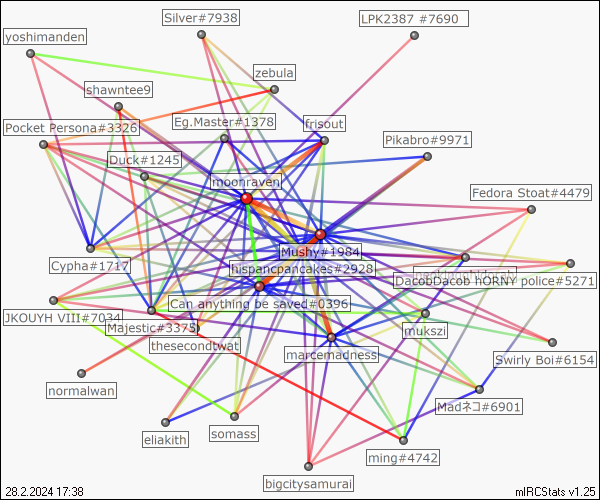 Silver#7938
LPK2387 #7690
yoshimanden
zebula
shawntee9
Pocket Persona#3326
Eg.Master#1378
frisout
Pikabro#9971
Duck#1245
moonraven
Fedora Stoat#4479
Mushy#1984
Cypha#1717
hispancpancakes#2928
DacobDacob hORNY police#5271
Can anything be saved#0396
JKOUYH VIII#7034
Majestic#3375
mukszi
thesecondtwat
marcemadness
Swirly Boi#6154
normalwan
Madネコ#6901
eliakith
somass
ming#4742
bigcitysamurai
28.2.2024 17:38
mIRCStats v1.25